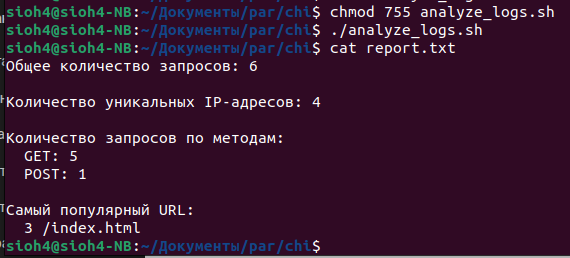 sioh4@sioh4-NB:~/Документы/par/chi$ chmod 755 analyze_logs.sh
sioh4@sioh4-NB:~/Документы/par/chi$ ./analyze_logs.sh
sioh4@sioh4-NB:~/Документы/par/chi$ cat report.txt
Общее количество запросов: 6
Количество уникальных IP-адресов: 4
Количество запросов по методам:
  GET: 5
  POST: 1
Самый популярный URL:
  3 /index.html
sioh4@sioh4-NB:~/Документы/par/chi$